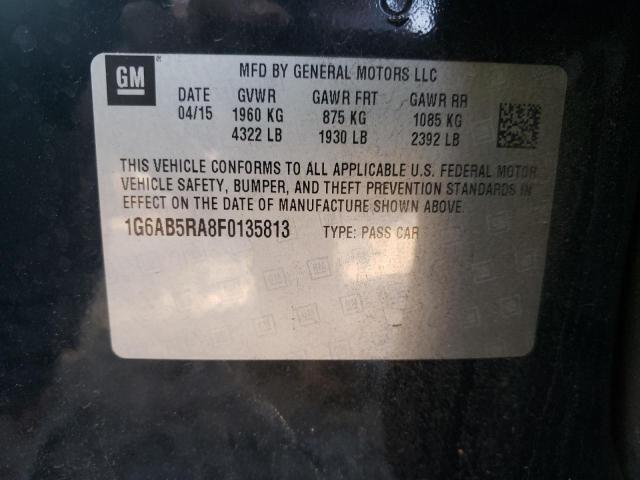 GM
MFD BY GENERAL MOTORS LLC
DATE GVWR GAWR FRT GAWR RR
04/15 1960 KG 875 KG 1085 KG
4322 LB 1930 LB 2392 LB
THIS VEHICLE CONFORMS TO ALL APPLICABLE U.S. FEDERAL MOTOR
VEHICLE SAFETY, BUMPER, AND THEFT PREVENTION STANDARDS IN
EFFECT ON THE DATE OF MANUFACTURE SHOWN ABOVE.
1G6AB5RA8F0135813 TYPE: PASS CAR